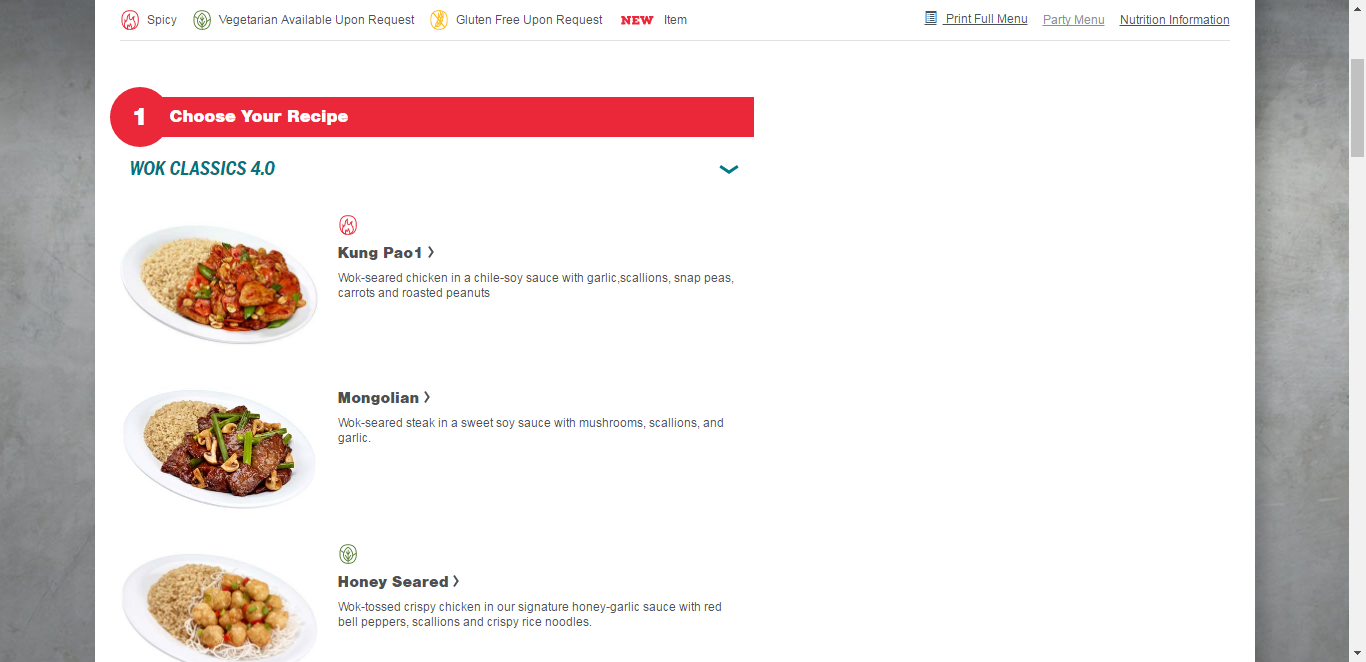 Spicy Vegetarian Available Upon Request Gluten Free Upon Request NEW Item Print Full Menu Party Menu Nutrition Information
1 Choose Your Recipe
WOK CLASSICS 4.0
Kung Pao1
Wok-seared chicken in a chile-soy sauce with garlic,scallions, snap peas,
carrots and roasted peanuts
Mongolian
Wok-seared steak in a sweet soy sauce with mushrooms, scallions, and
garlic.
Honey Seared
Wok-tossed crispy chicken in our signature honey-garlic sauce with red
bell peppers, scallions and crispy rice noodles.